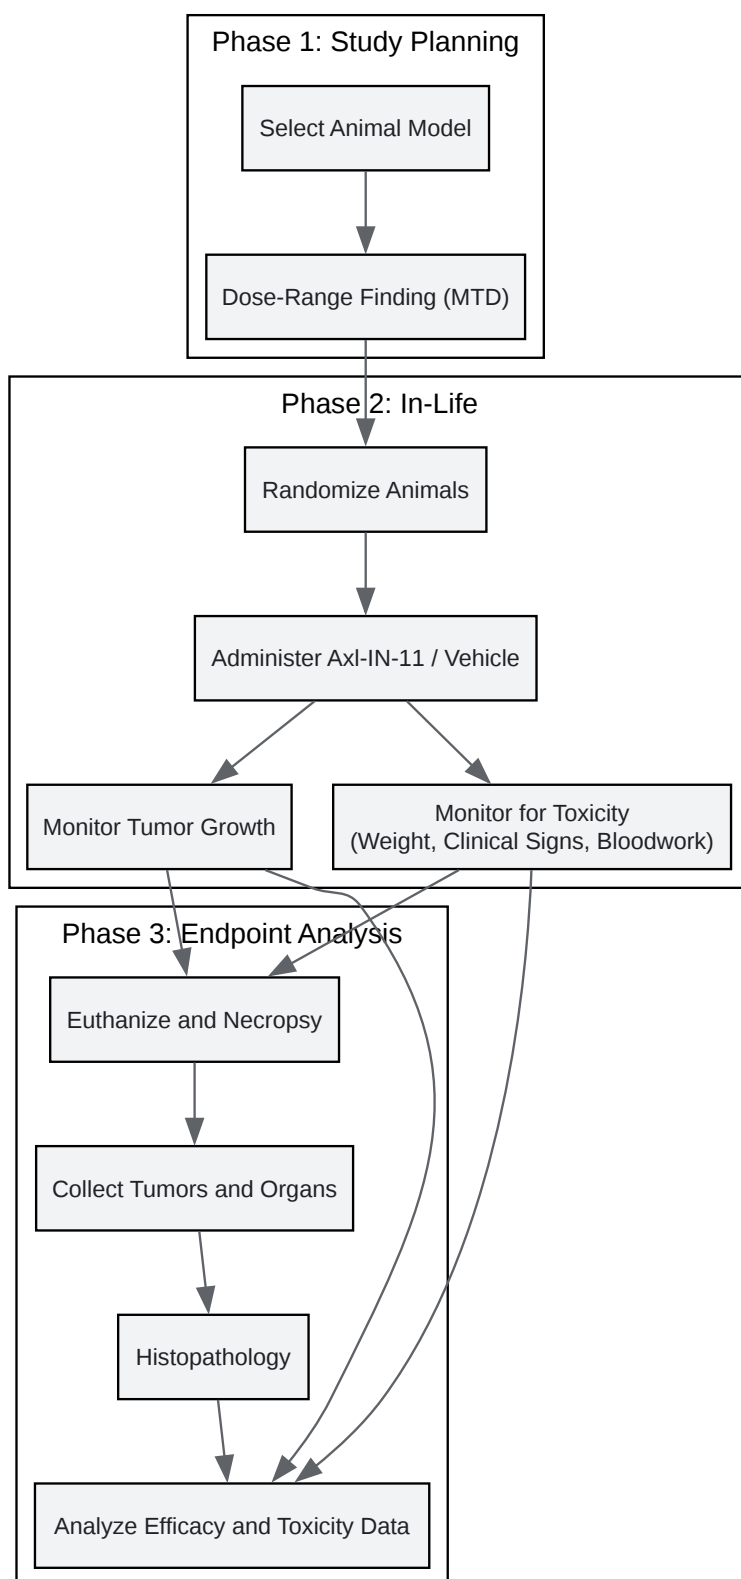 Phase 1: Study Planning
Select Animal Model
Dose-Range Finding (MTD)
Phase 2: In-Life
Randomize Animals
Administer Axl-IN-11 / Vehicle
Monitor Tumor Growth
Monitor for Toxicity
(Weight, Clinical Signs, Bloodwork)
Phase 3: Endpoint Analysis
Euthanize and Necropsy
Collect Tumors and Organs
Histopathology
Analyze Efficacy and Toxicity Data